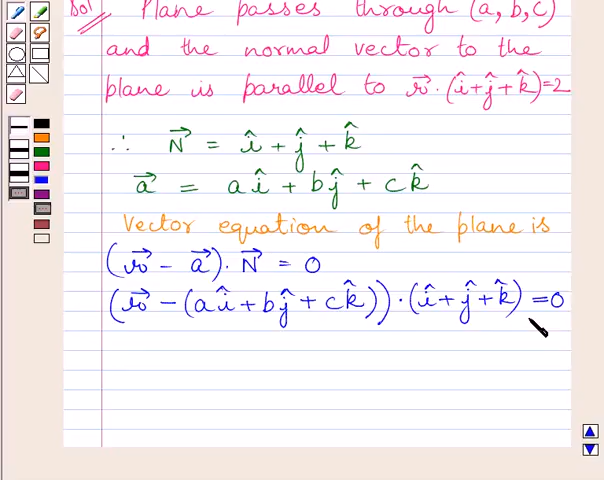 Sol Plane passes through (a, b, c)
and the normal vector to the
plane is parallel to r⃗ · (î + ĵ + k̂) = 2
∴ N⃗ = î + ĵ + k̂
a⃗ = aî + bĵ + ck̂
Vector equation of the plane is
(r⃗ - a⃗) · N⃗ = 0
(r⃗ - (aî + bĵ + ck̂)) · (î + ĵ + k̂) = 0